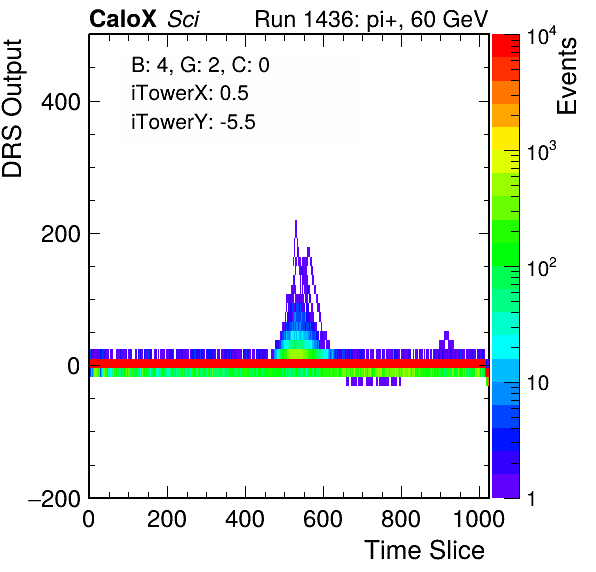 CaloX Sci Run 1436: pi+, 60 GeV
B: 4, G: 2, C: 0
iTowerX: 0.5
iTowerY: -5.5
DRS Output
400
200
0
−200
0 200 400 600 800 1000
Time Slice
Events
10^4
10^3
10^2
10
1